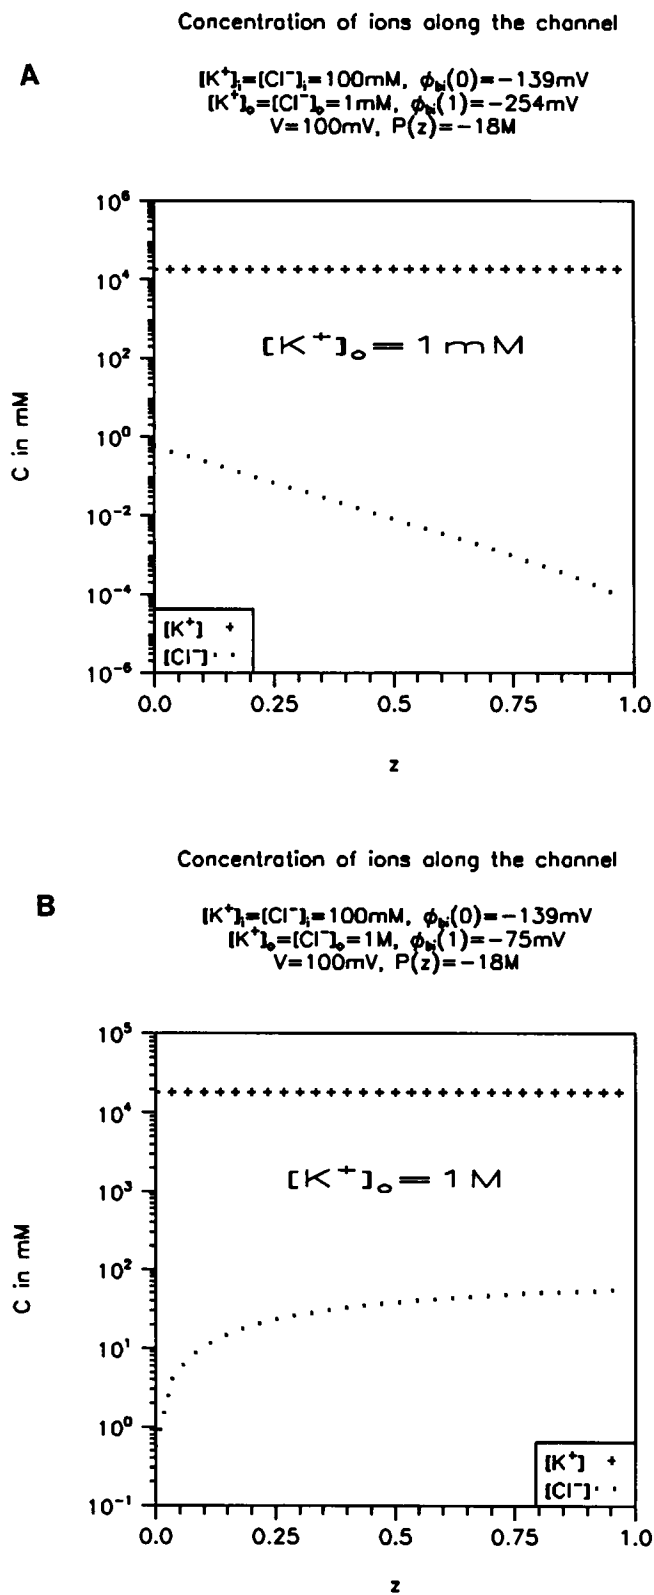 Concentration of ions along the channel
A
[K⁺]ᵢ=[Cl⁻]ᵢ=100mM, ϕ_bi(0)=−139mV
[K⁺]ₒ=[Cl⁻]ₒ=1mM, ϕ_bi(1)=−254mV
V=100mV, P(z)=−18M
10⁶
10⁴
[K⁺]ₒ= 1 mM
10²
C in mM
10⁰
10⁻²
10⁻⁴
[K⁺] +
[Cl⁻] · ·
10⁻⁶
0.0 0.25 0.5 0.75 1.0
z
Concentration of ions along the channel
B
[K⁺]ᵢ=[Cl⁻]ᵢ=100mM, ϕ_bi(0)=−139mV
[K⁺]ₒ=[Cl⁻]ₒ=1M, ϕ_bi(1)=−75mV
V=100mV, P(z)=−18M
10⁵
10⁴
[K⁺]ₒ= 1 M
10³
C in mM
10²
10¹
10⁰
[K⁺] +
[Cl⁻] · ·
10⁻¹
0.0 0.25 0.5 0.75 1.0
z